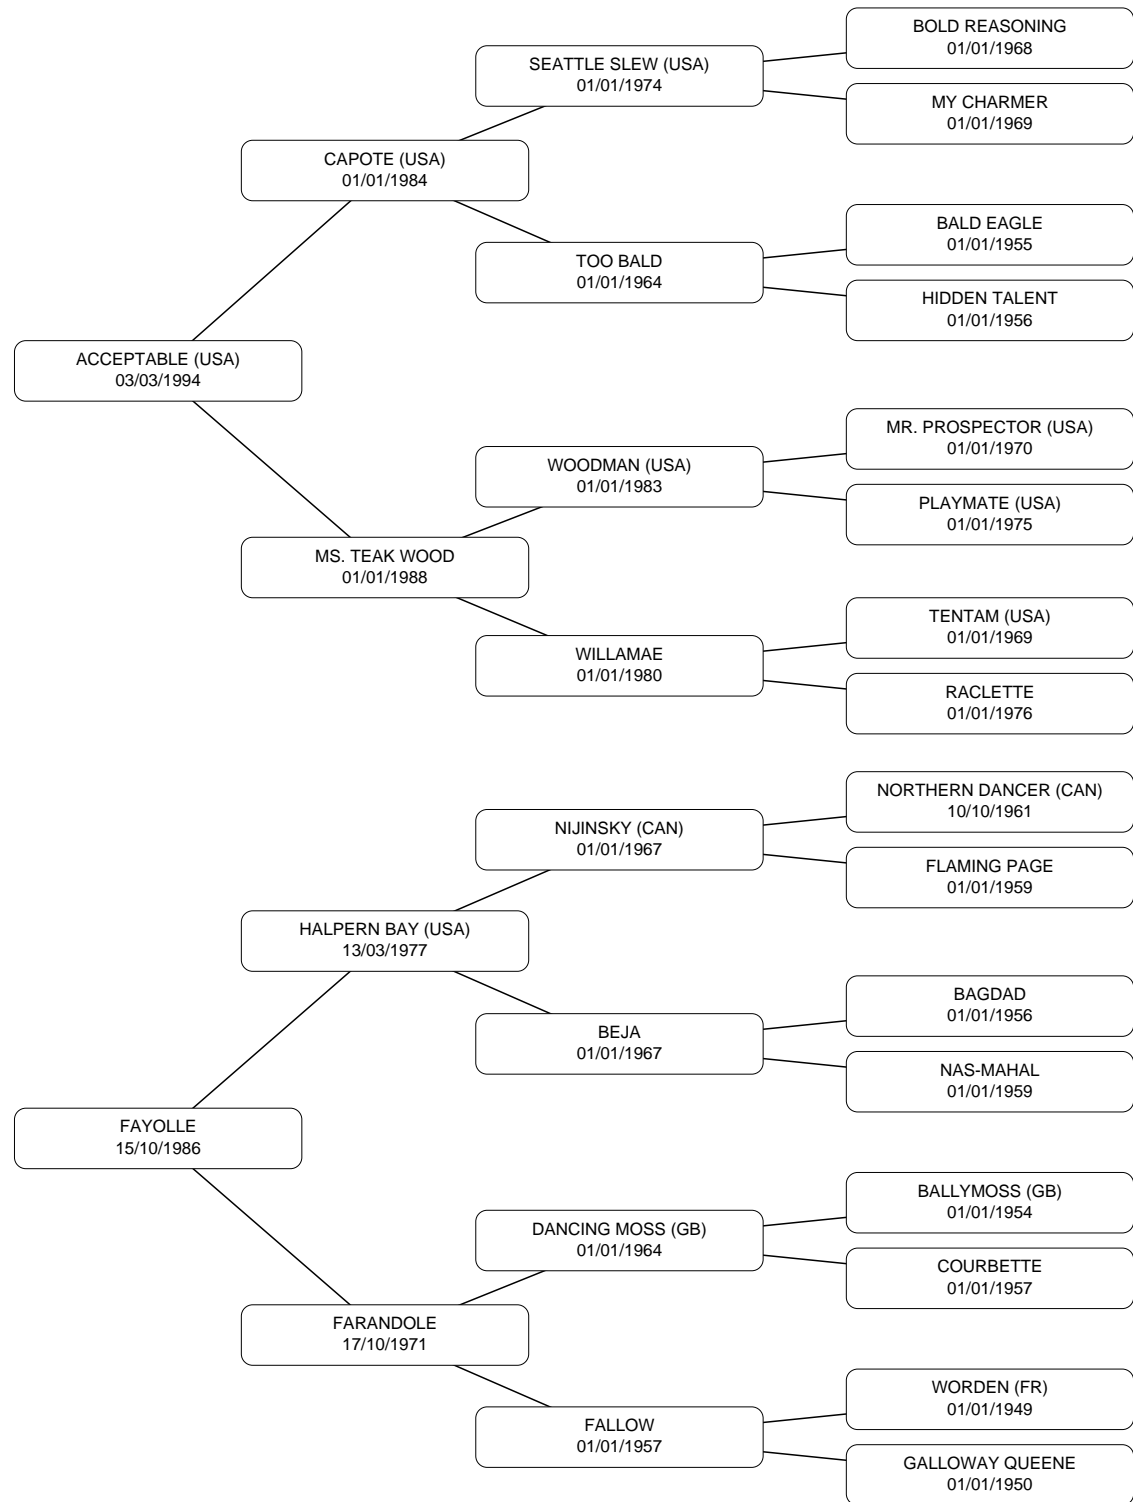 BOLD REASONING
01/01/1968
SEATTLE SLEW (USA)
01/01/1974
MY CHARMER
01/01/1969
CAPOTE (USA)
01/01/1984
BALD EAGLE
01/01/1955
TOO BALD
01/01/1964
HIDDEN TALENT
01/01/1956
ACCEPTABLE (USA)
03/03/1994
MR. PROSPECTOR (USA)
01/01/1970
WOODMAN (USA)
01/01/1983
PLAYMATE (USA)
01/01/1975
MS. TEAK WOOD
01/01/1988
TENTAM (USA)
01/01/1969
WILLAMAE
01/01/1980
RACLETTE
01/01/1976
NORTHERN DANCER (CAN)
10/10/1961
NIJINSKY (CAN)
01/01/1967
FLAMING PAGE
01/01/1959
HALPERN BAY (USA)
13/03/1977
BAGDAD
01/01/1956
BEJA
01/01/1967
NAS-MAHAL
01/01/1959
FAYOLLE
15/10/1986
BALLYMOSS (GB)
01/01/1954
DANCING MOSS (GB)
01/01/1964
COURBETTE
01/01/1957
FARANDOLE
17/10/1971
WORDEN (FR)
01/01/1949
FALLOW
01/01/1957
GALLOWAY QUEENE
01/01/1950